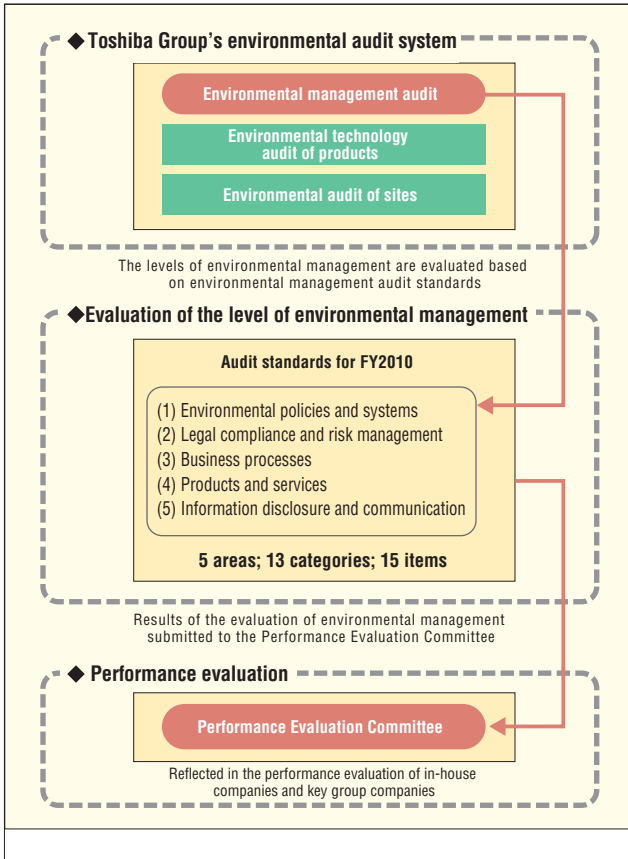 ◆ Toshiba Group's environmental audit system
Environmental management audit
Environmental technology
audit of products
Environmental audit of sites
The levels of environmental management are evaluated based
on environmental management audit standards
◆Evaluation of the level of environmental management
Audit standards for FY2010
(1) Environmental policies and systems
(2) Legal compliance and risk management
(3) Business processes
(4) Products and services
(5) Information disclosure and communication
5 areas; 13 categories; 15 items
Results of the evaluation of environmental management
submitted to the Performance Evaluation Committee
◆ Performance evaluation
Performance Evaluation Committee
Reflected in the performance evaluation of in-house
companies and key group companies